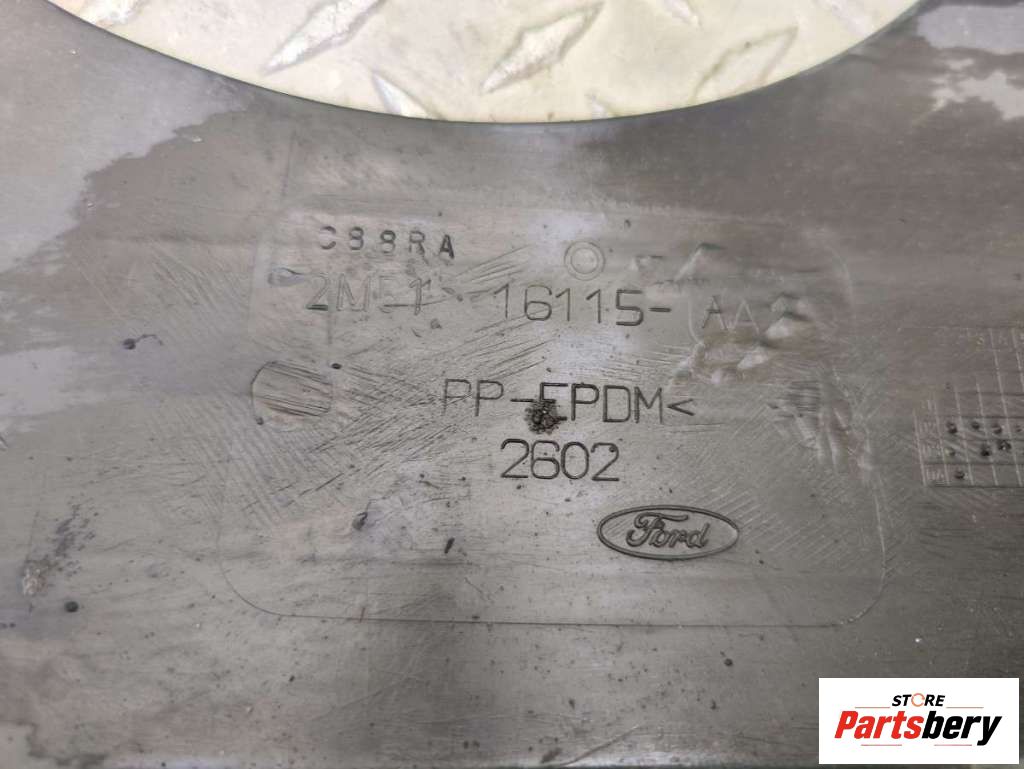 C88RA
2M51-16115-AA
PP-EPDM<
2602
Ford
STORE
Partsbery